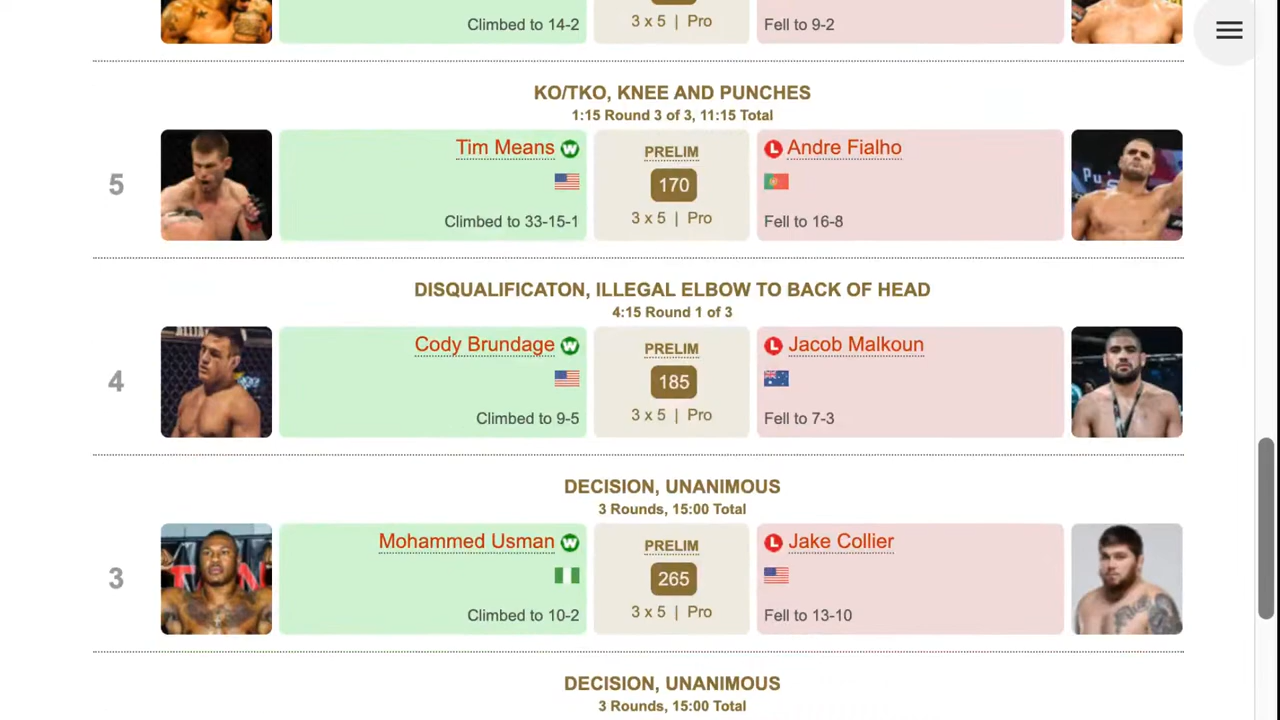 Climbed to 14-2
3 x 5 | Pro
Fell to 9-2
KO/TKO, KNEE AND PUNCHES
1:15 Round 3 of 3, 11:15 Total
5
Tim Means W
Climbed to 33-15-1
PRELIM
170
3 x 5 | Pro
L Andre Fialho
Fell to 16-8
DISQUALIFICATON, ILLEGAL ELBOW TO BACK OF HEAD
4:15 Round 1 of 3
4
Cody Brundage W
Climbed to 9-5
PRELIM
185
3 x 5 | Pro
L Jacob Malkoun
Fell to 7-3
DECISION, UNANIMOUS
3 Rounds, 15:00 Total
3
Mohammed Usman W
Climbed to 10-2
PRELIM
265
3 x 5 | Pro
L Jake Collier
Fell to 13-10
DECISION, UNANIMOUS
3 Rounds, 15:00 Total